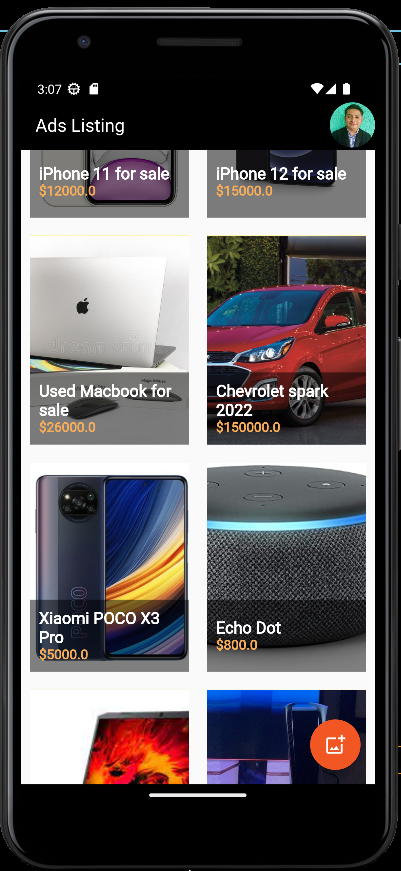 3:07
Ads Listing
iPhone 11 for sale
$12000.0
iPhone 12 for sale
$15000.0
Used Macbook for
sale
$26000.0
Chevrolet spark
2022
$150000.0
Xiaomi POCO X3
Pro
$5000.0
POCO
Echo Dot
$800.0